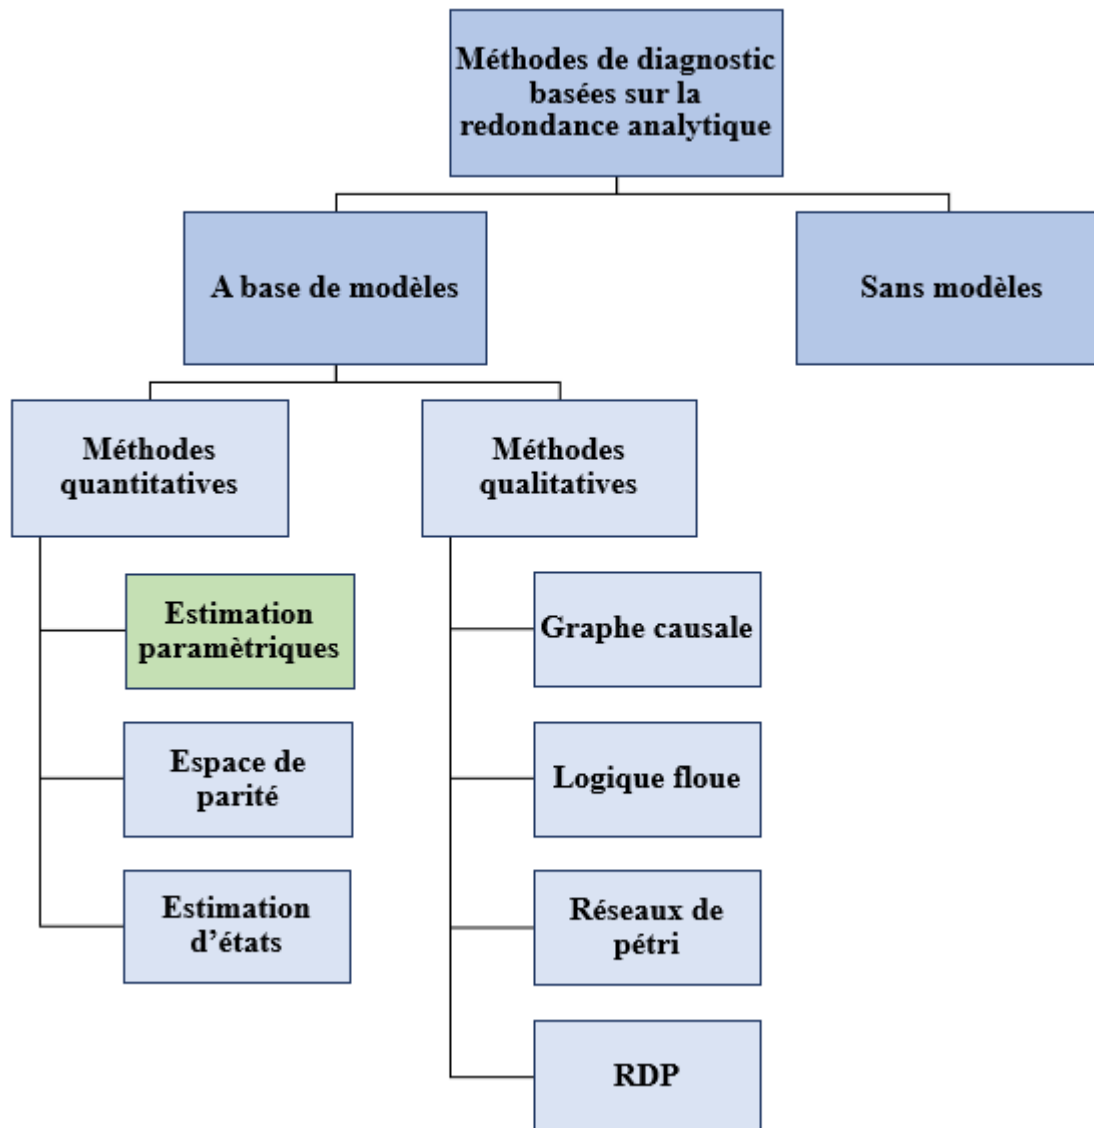 Méthodes de diagnostic
basées sur la
redondance analytique
A base de modèles
Sans modèles
Méthodes
quantitatives
Méthodes
qualitatives
Estimation
paramètriques
Espace de
parité
Estimation
d’états
Graphe causale
Logique floue
Réseaux de
pétri
RDP